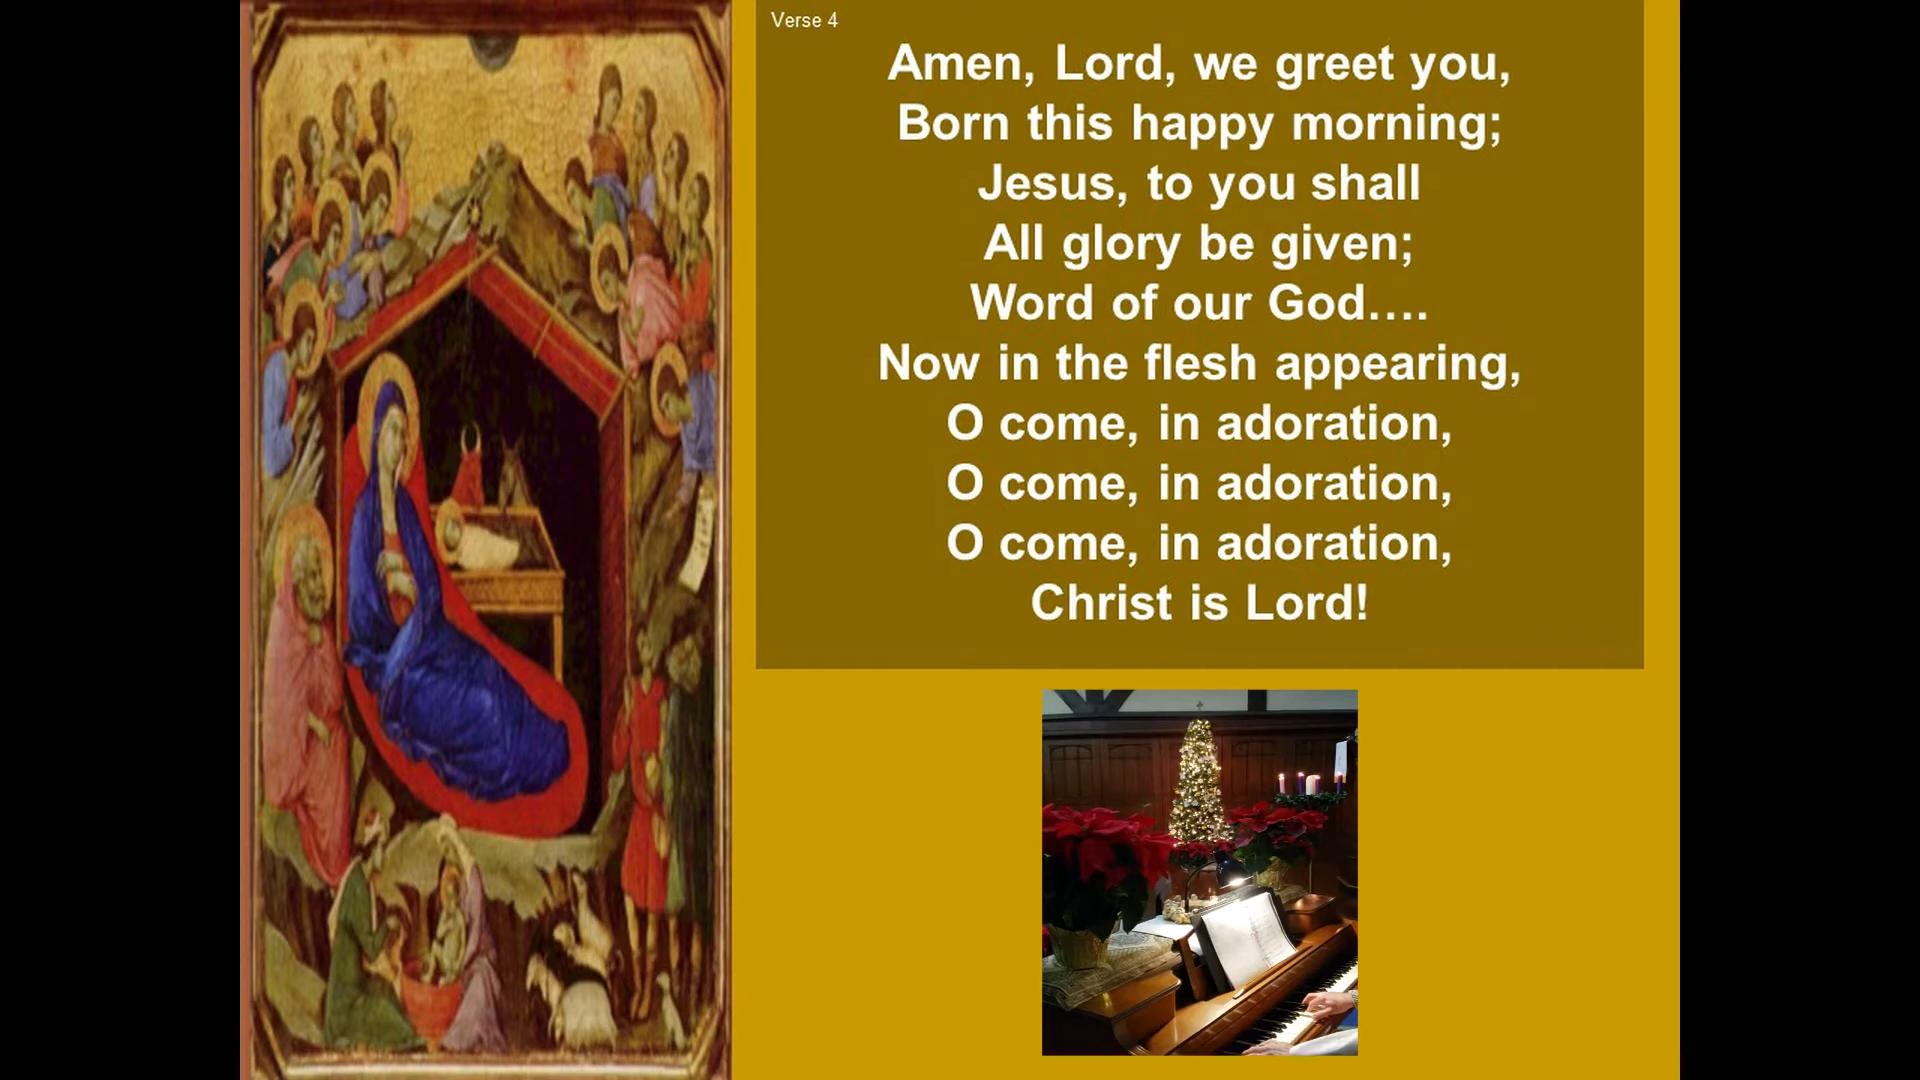 Verse 4
Amen, Lord, we greet you,
Born this happy morning;
Jesus, to you shall
All glory be given;
Word of our God….
Now in the flesh appearing,
O come, in adoration,
O come, in adoration,
O come, in adoration,
Christ is Lord!